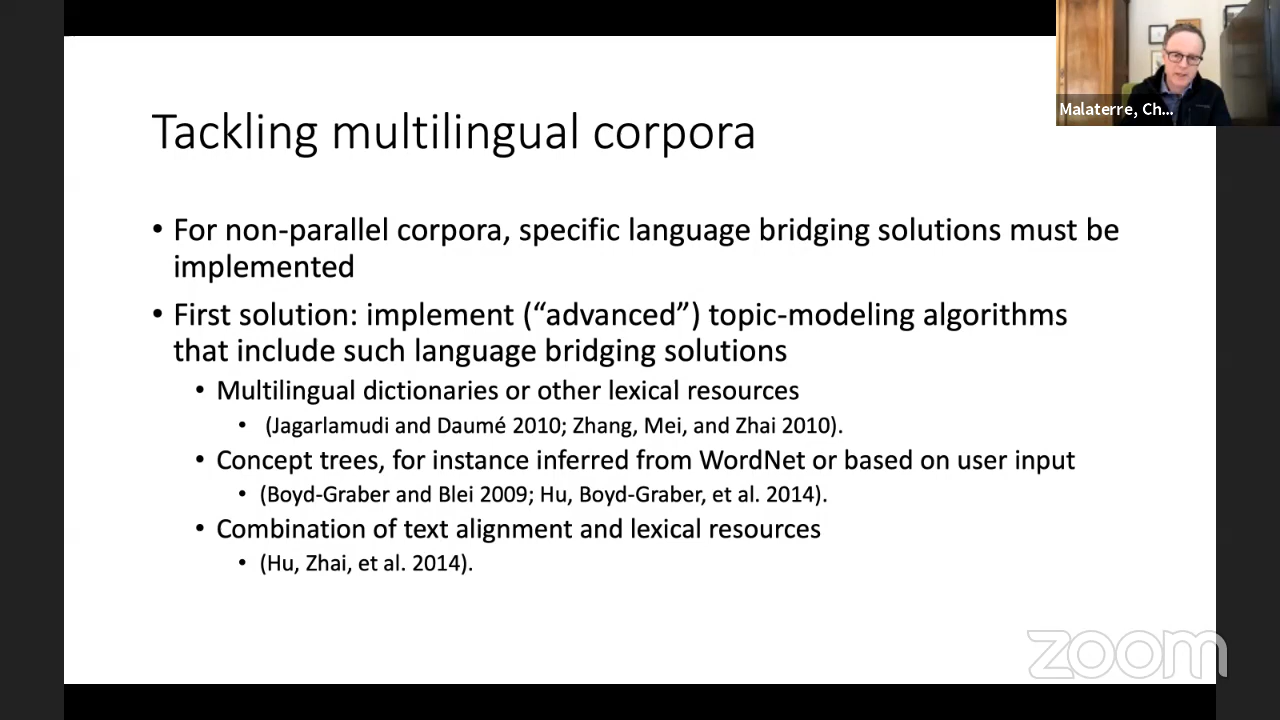 Malaterre, Ch...
Tackling multilingual corpora
• For non-parallel corpora, specific language bridging solutions must be
implemented
• First solution: implement (“advanced”) topic-modeling algorithms
that include such language bridging solutions
• Multilingual dictionaries or other lexical resources
• (Jagarlamudi and Daumé 2010; Zhang, Mei, and Zhai 2010).
• Concept trees, for instance inferred from WordNet or based on user input
• (Boyd-Graber and Blei 2009; Hu, Boyd-Graber, et al. 2014).
• Combination of text alignment and lexical resources
• (Hu, Zhai, et al. 2014).
zoom